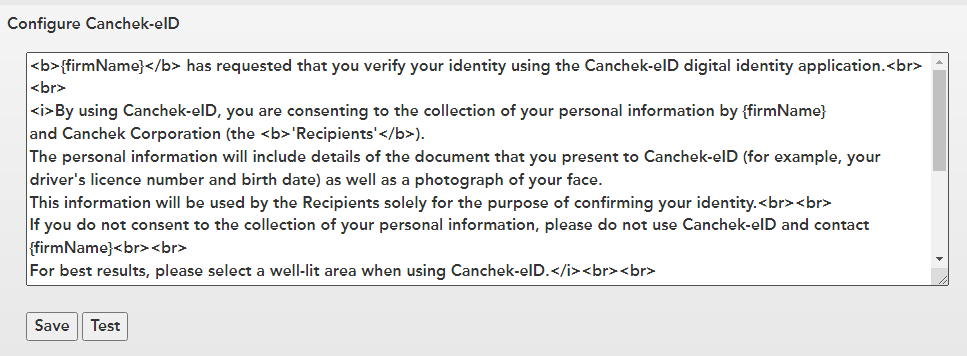 Configure Canchek-eID
<b>{firmName}</b> has requested that you verify your identity using the Canchek-eID digital identity application.<br>
<br>
<i>By using Canchek-eID, you are consenting to the collection of your personal information by {firmName}
and Canchek Corporation (the <b>'Recipients'</b>).
The personal information will include details of the document that you present to Canchek-eID (for example, your
driver's licence number and birth date) as well as a photograph of your face.
This information will be used by the Recipients solely for the purpose of confirming your identity.<br><br>
If you do not consent to the collection of your personal information, please do not use Canchek-eID and contact
{firmName}<br><br>
For best results, please select a well-lit area when using Canchek-eID.</i><br><br>
Save Test